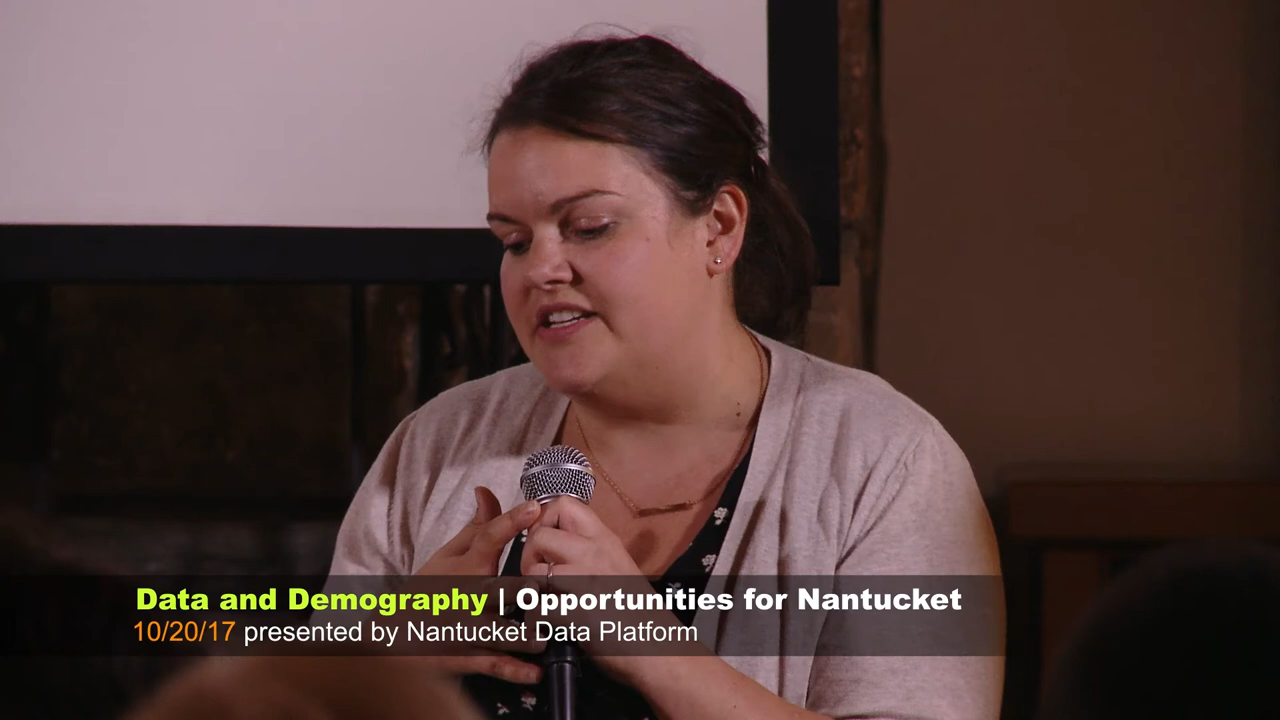 Data and Demography | Opportunities for Nantucket
10/20/17 presented by Nantucket Data Platform